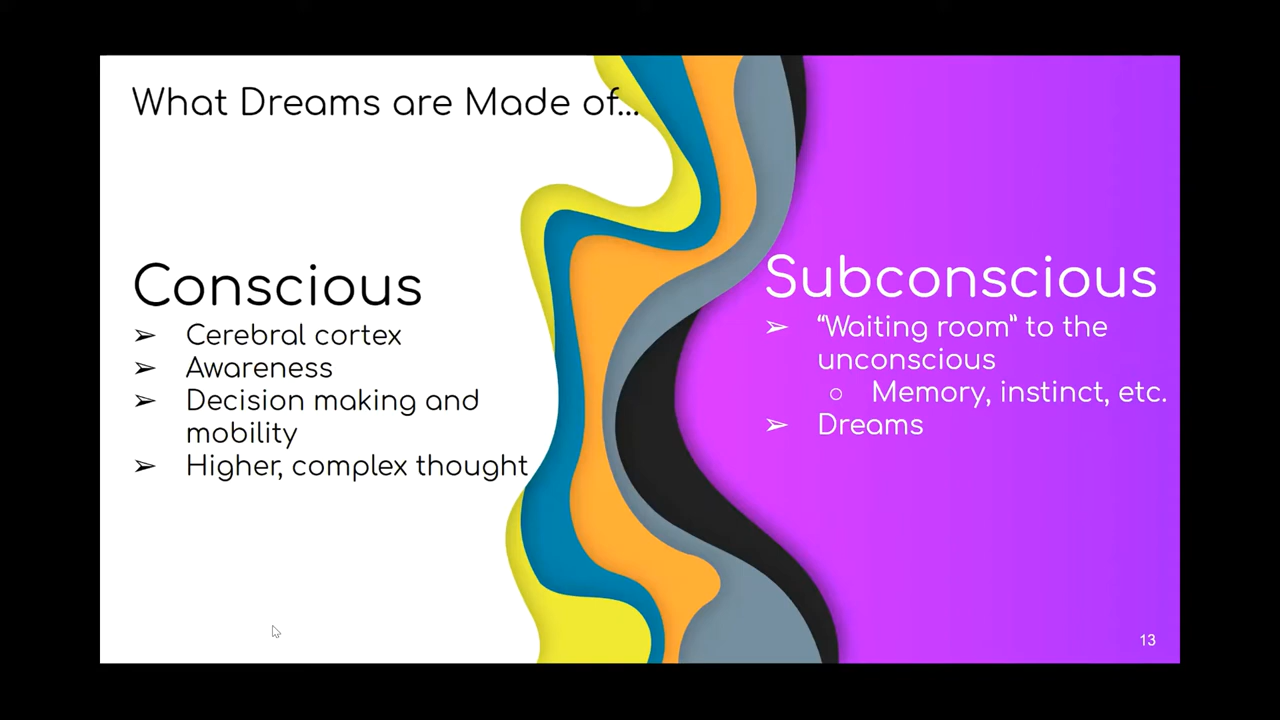 What Dreams are Made of...
Conscious
➢ Cerebral cortex
➢ Awareness
➢ Decision making and
mobility
➢ Higher, complex thought
Subconscious
➢ “Waiting room” to the
unconscious
○ Memory, instinct, etc.
➢ Dreams
13